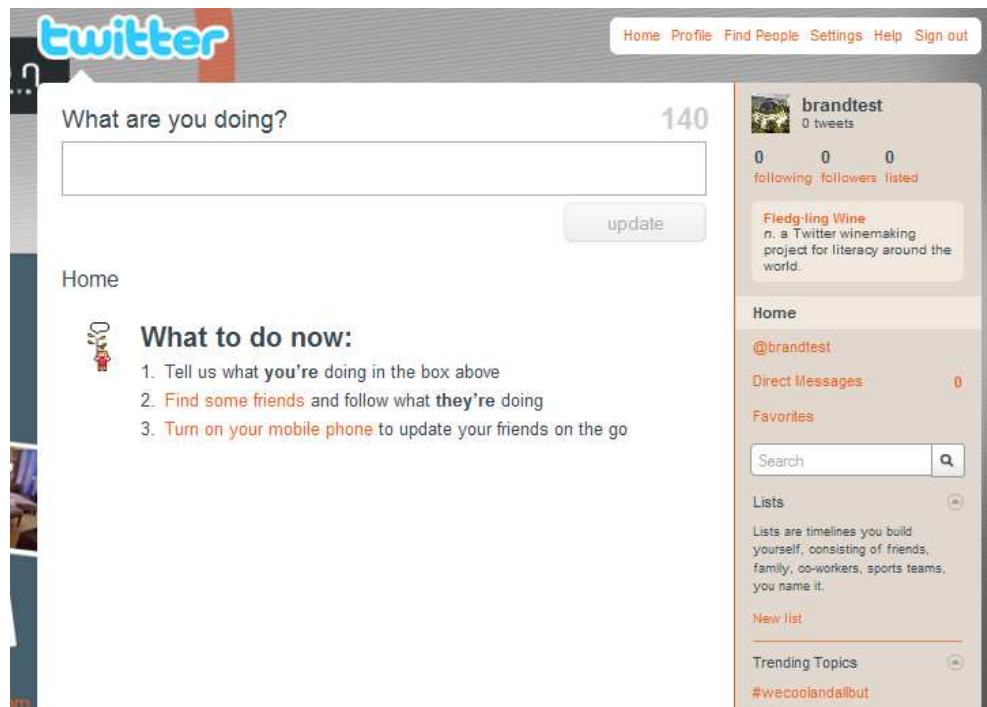 twitter
Home Profile Find People Settings Help Sign out
What are you doing?
140
update
Home
What to do now:
1. Tell us what you're doing in the box above
2. Find some friends and follow what they're doing
3. Turn on your mobile phone to update your friends on the go
brandtest
0 tweets
0 0 0
following followers listed
Fledg·ling Wine
n. a Twitter winemaking
project for literacy around the
world.
Home
@brandtest
Direct Messages 0
Favorites
Search
Lists
Lists are timelines you build
yourself, consisting of friends,
family, co-workers, sports teams,
you name it.
New list
Trending Topics
#wecoolandallbut